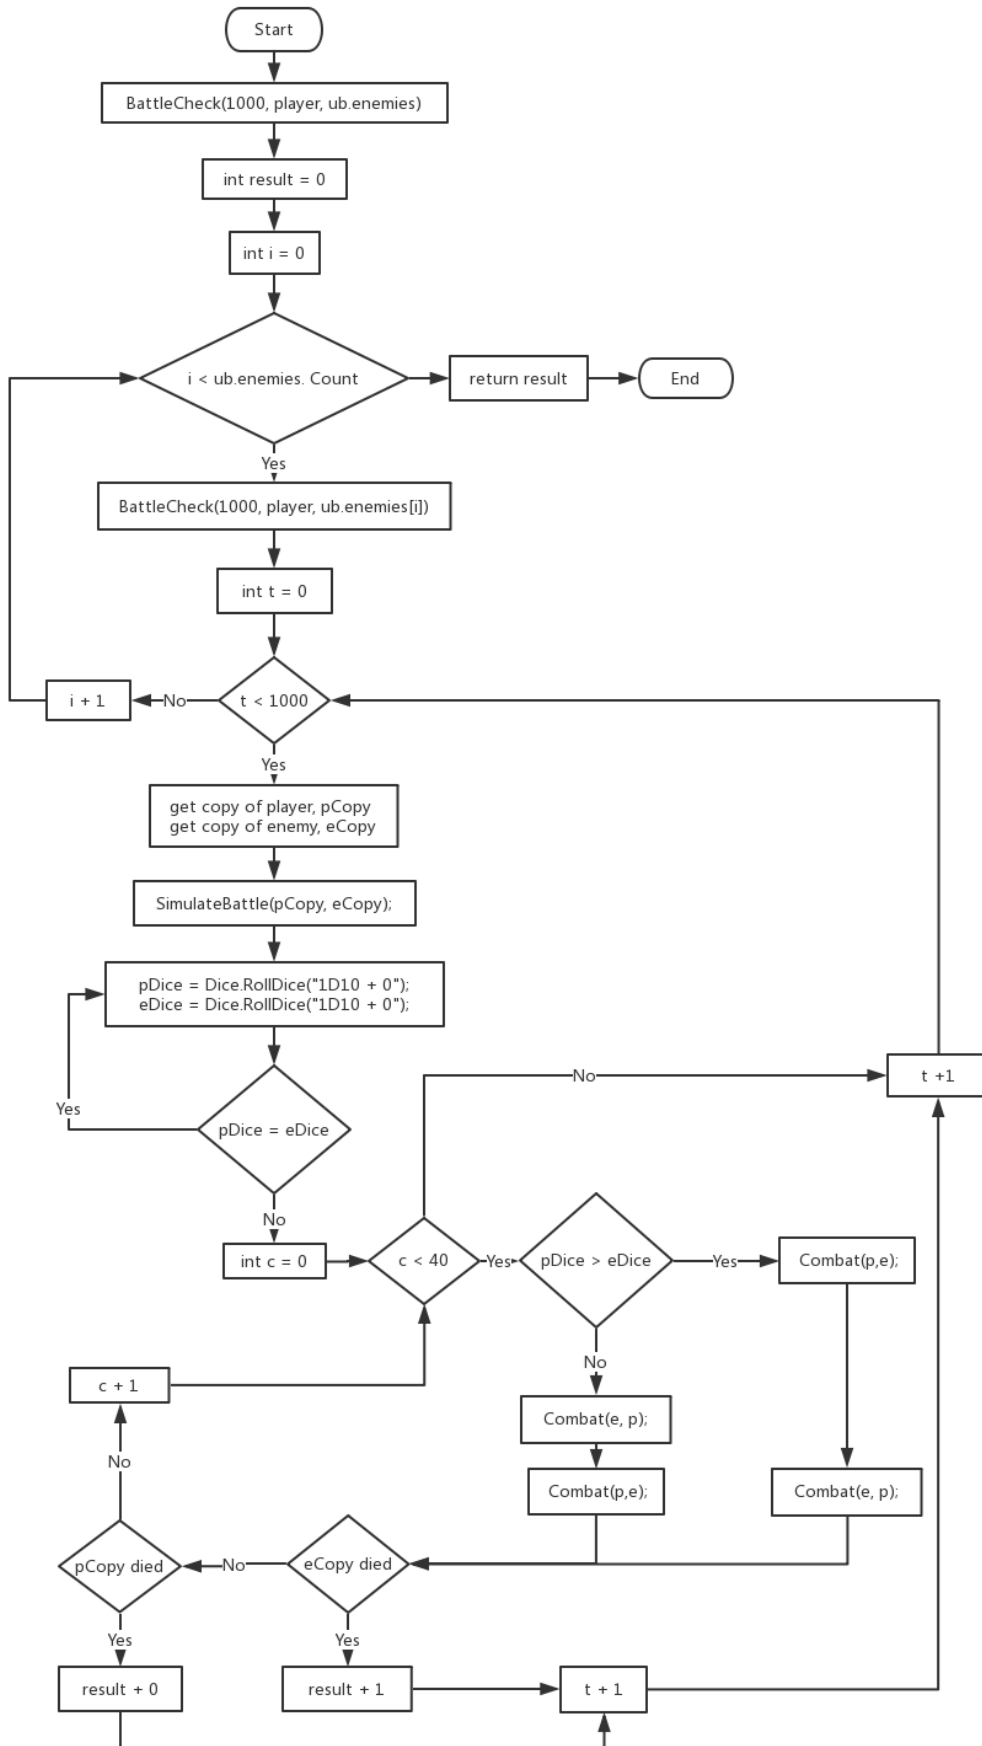 Start
BattleCheck(1000, player, ub.enemies)
int result = 0
int i = 0
i < ub.enemies. Count
return result
End
Yes
BattleCheck(1000, player, ub.enemies[i])
int t = 0
i + 1
No
t < 1000
Yes
get copy of player, pCopy
get copy of enemy, eCopy
SimulateBattle(pCopy, eCopy);
pDice = Dice.RollDice("1D10 + 0");
eDice = Dice.RollDice("1D10 + 0");
No
t +1
Yes
pDice = eDice
No
int c = 0
c < 40
Yes
pDice > eDice
Yes
Combat(p,e);
No
c + 1
Combat(e, p);
No
Combat(p,e);
Combat(e, p);
pCopy died
No
eCopy died
Yes
Yes
result + 0
result + 1
t + 1